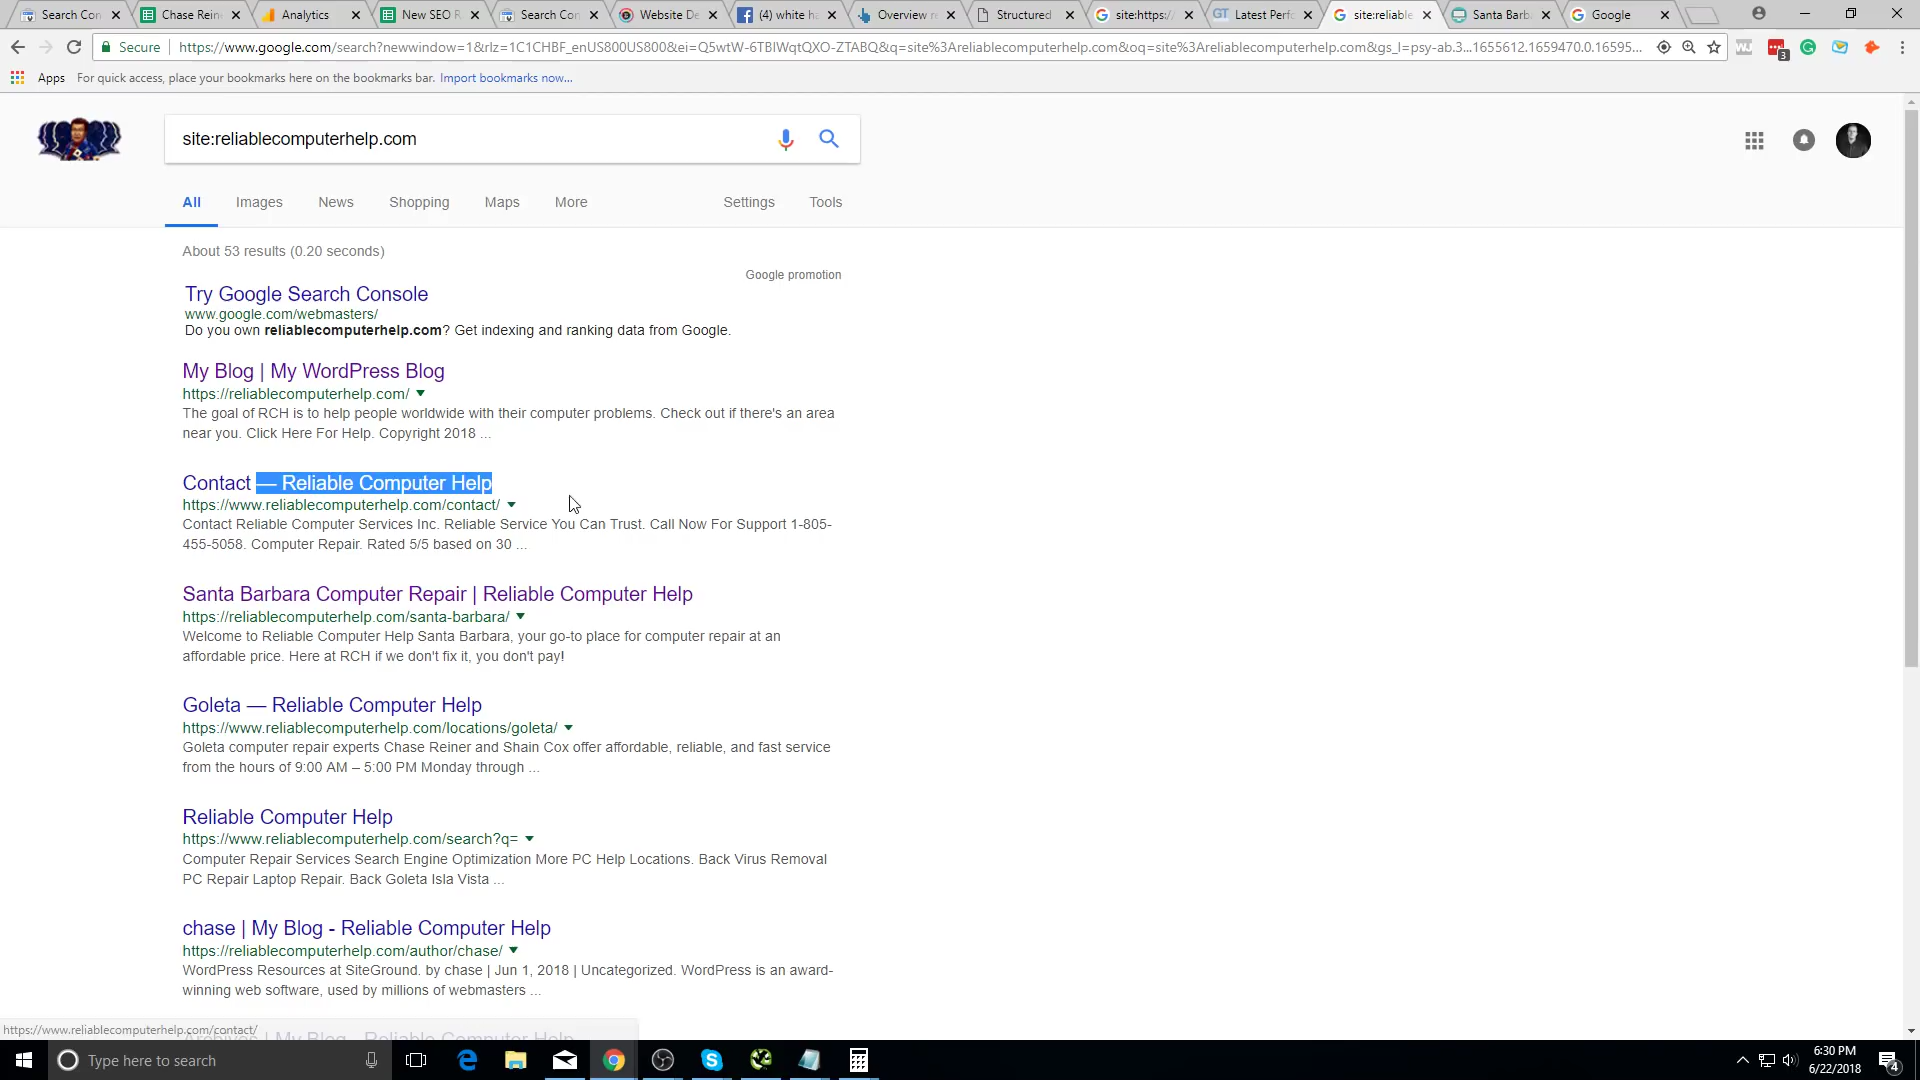 Search Con
Chase Rein
Analytics
New SEO R
Search Con
Website De
(4) white ha
Overview re
Structured
site:https:/
Latest Perfo
site:reliable
Santa Barb
Google
Secure
https://www.google.com/search?newwindow=1&rlz=1C1CHBF_enUS800US800&ei=Q5wtW-6TBIWqtQXO-ZTABQ&q=site%3Areliablecomputerhelp.com&oq=site%3Areliablecomputerhelp.com&gs_l=psy-ab.3...1655612.1659470.0.16595...
3
Apps For quick access, place your bookmarks here on the bookmarks bar. Import bookmarks now...
site:reliablecomputerhelp.com
All Images News Shopping Maps More Settings Tools
About 53 results (0.20 seconds)
Google promotion
Try Google Search Console
www.google.com/webmasters/
Do you own reliablecomputerhelp.com? Get indexing and ranking data from Google.
My Blog | My WordPress Blog
https://reliablecomputerhelp.com/
The goal of RCH is to help people worldwide with their computer problems. Check out if there's an area
near you. Click Here For Help. Copyright 2018 ...
Contact — Reliable Computer Help
https://www.reliablecomputerhelp.com/contact/
Contact Reliable Computer Services Inc. Reliable Service You Can Trust. Call Now For Support 1-805-
455-5058. Computer Repair. Rated 5/5 based on 30 ...
Santa Barbara Computer Repair | Reliable Computer Help
https://reliablecomputerhelp.com/santa-barbara/
Welcome to Reliable Computer Help Santa Barbara, your go-to place for computer repair at an
affordable price. Here at RCH if we don't fix it, you don't pay!
Goleta — Reliable Computer Help
https://www.reliablecomputerhelp.com/locations/goleta/
Goleta computer repair experts Chase Reiner and Shain Cox offer affordable, reliable, and fast service
from the hours of 9:00 AM – 5:00 PM Monday through ...
Reliable Computer Help
https://www.reliablecomputerhelp.com/search?q=
Computer Repair Services Search Engine Optimization More PC Help Locations. Back Virus Removal
PC Repair Laptop Repair. Back Goleta Isla Vista ...
chase | My Blog - Reliable Computer Help
https://reliablecomputerhelp.com/author/chase/
WordPress Resources at SiteGround. by chase | Jun 1, 2018 | Uncategorized. WordPress is an award-
winning web software, used by millions of webmasters ...
Archives | My Blog - Reliable Computer Help
https://www.reliablecomputerhelp.com/contact/
Type here to search
6:30 PM
6/22/2018
4